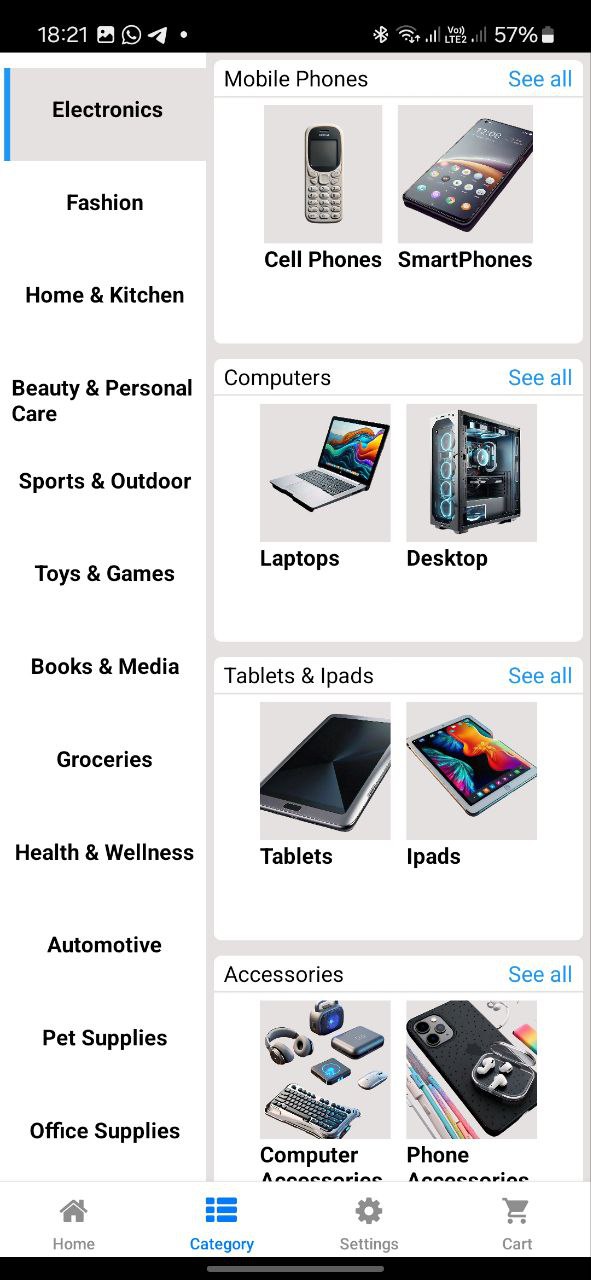 18:21
Vo)) LTE2
57%
Electronics
Fashion
Home & Kitchen
Beauty & Personal
Care
Sports & Outdoor
Toys & Games
Books & Media
Groceries
Health & Wellness
Automotive
Pet Supplies
Office Supplies
Mobile Phones See all
Cell Phones SmartPhones
Computers See all
Laptops Desktop
Tablets & Ipads See all
Tablets Ipads
Accessories See all
Computer Phone
Accessories Accessories
Home Category Settings Cart